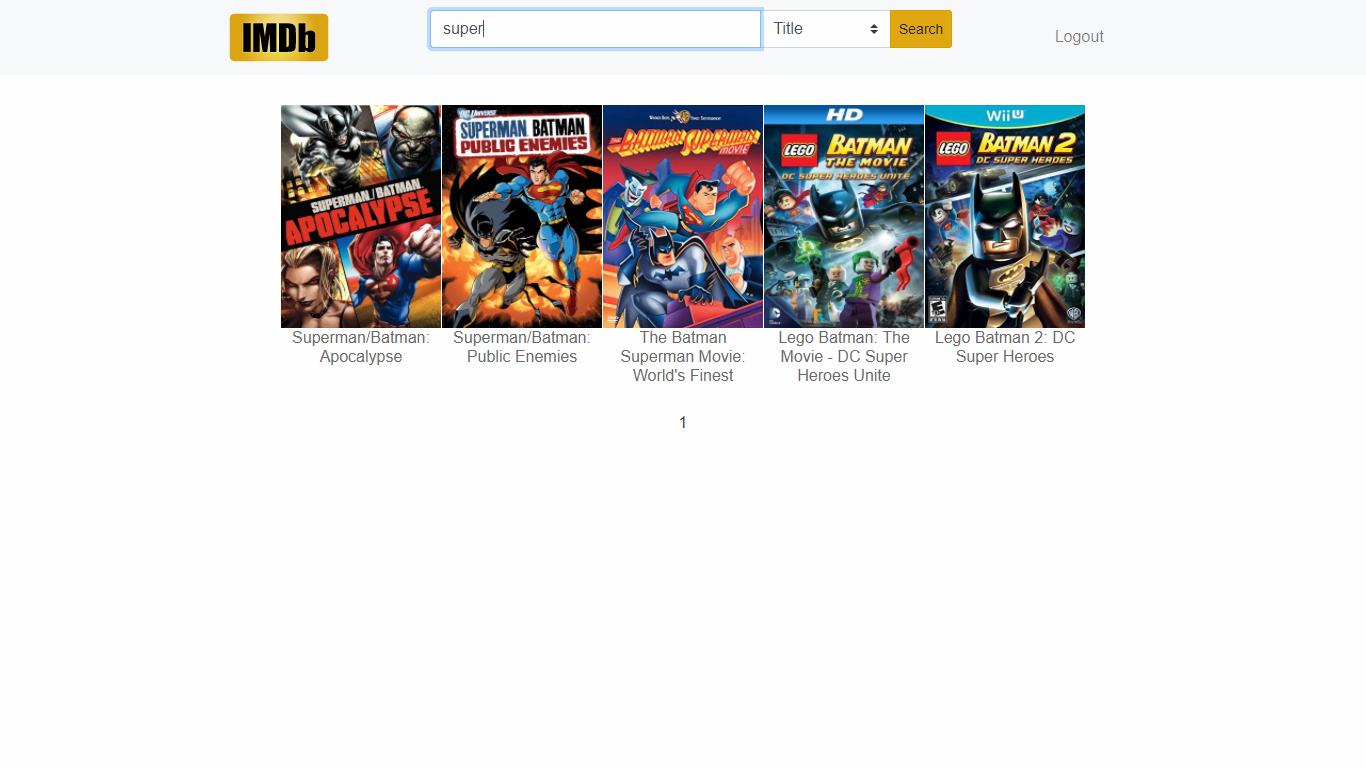 IMDb
super
Title
Search
Logout
SUPERMAN/BATMAN
APOCALYPSE
DC UNIVERSE
SUPERMAN BATMAN
PUBLIC ENEMIES
THE BATMAN SUPERMAN
MOVIE
HD
LEGO BATMAN
THE MOVIE
DC SUPER HEROES UNITE
Wii U
LEGO BATMAN 2
DC SUPER HEROES
Superman/Batman:
Apocalypse
Superman/Batman:
Public Enemies
The Batman
Superman Movie:
World's Finest
Lego Batman: The
Movie - DC Super
Heroes Unite
Lego Batman 2: DC
Super Heroes
1